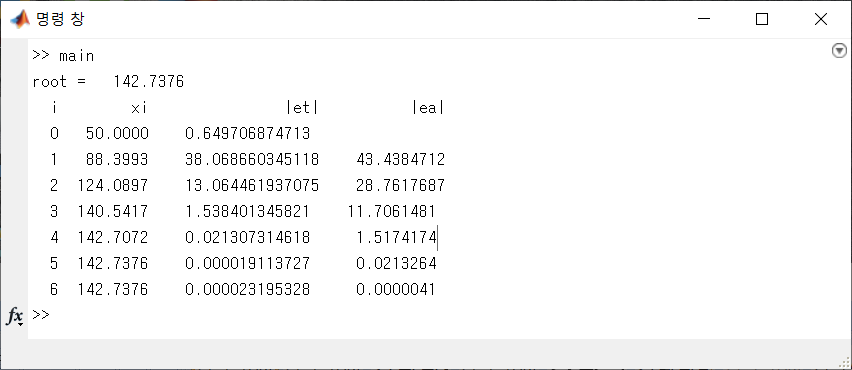 명령 창
>> main
root =   142.7376
  i        xi               |et|          |ea|
  0   50.0000    0.649706874713
  1   88.3993    38.068660345118    43.4384712
  2  124.0897    13.064461937075    28.7617687
  3  140.5417    1.538401345821    11.7061481
  4  142.7072    0.021307314618     1.5174174
  5  142.7376    0.000019113727     0.0213264
  6  142.7376    0.000023195328     0.0000041
fx >>